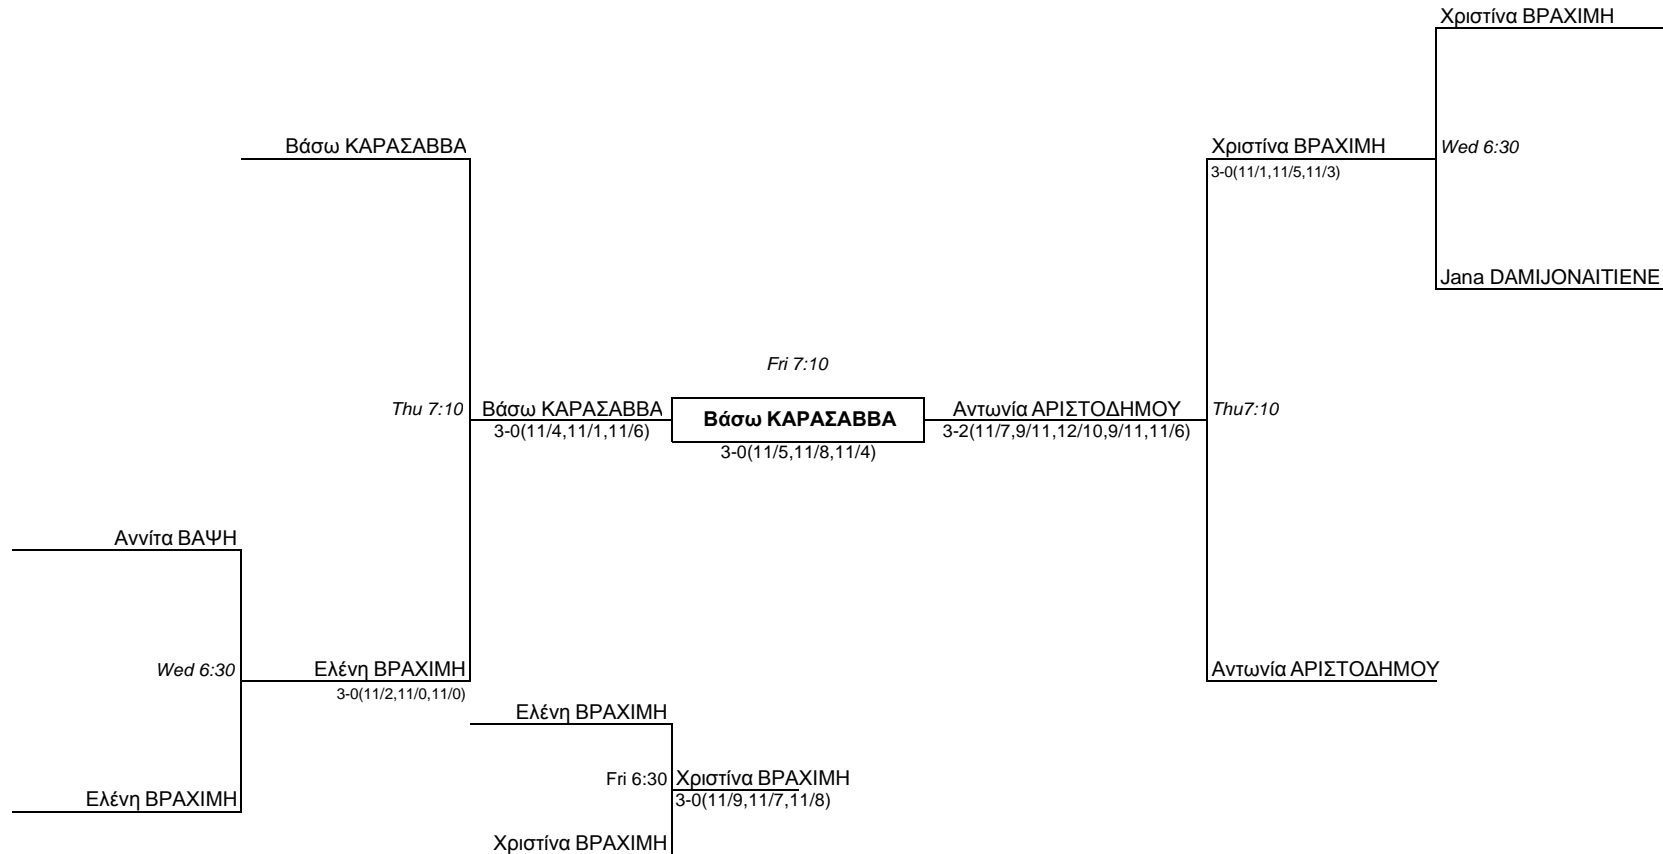 Χριστίνα ΒΡΑΧΙΜΗ
Βάσω ΚΑΡΑΣΑΒΒΑ
Χριστίνα ΒΡΑΧΙΜΗ
Wed 6:30
3-0(11/1,11/5,11/3)
Jana DAMIJONAITIENE
Fri 7:10
Thu 7:10
Βάσω ΚΑΡΑΣΑΒΒΑ
Βάσω ΚΑΡΑΣΑΒΒΑ
Αντωνία ΑΡΙΣΤΟΔΗΜΟΥ
Thu7:10
3-0(11/4,11/1,11/6)
3-2(11/7,9/11,12/10,9/11,11/6)
3-0(11/5,11/8,11/4)
Αννίτα ΒΑΨΗ
Wed 6:30
Ελένη ΒΡΑΧΙΜΗ
Αντωνία ΑΡΙΣΤΟΔΗΜΟΥ
3-0(11/2,11/0,11/0)
Ελένη ΒΡΑΧΙΜΗ
Fri 6:30
Χριστίνα ΒΡΑΧΙΜΗ
Ελένη ΒΡΑΧΙΜΗ
3-0(11/9,11/7,11/8)
Χριστίνα ΒΡΑΧΙΜΗ